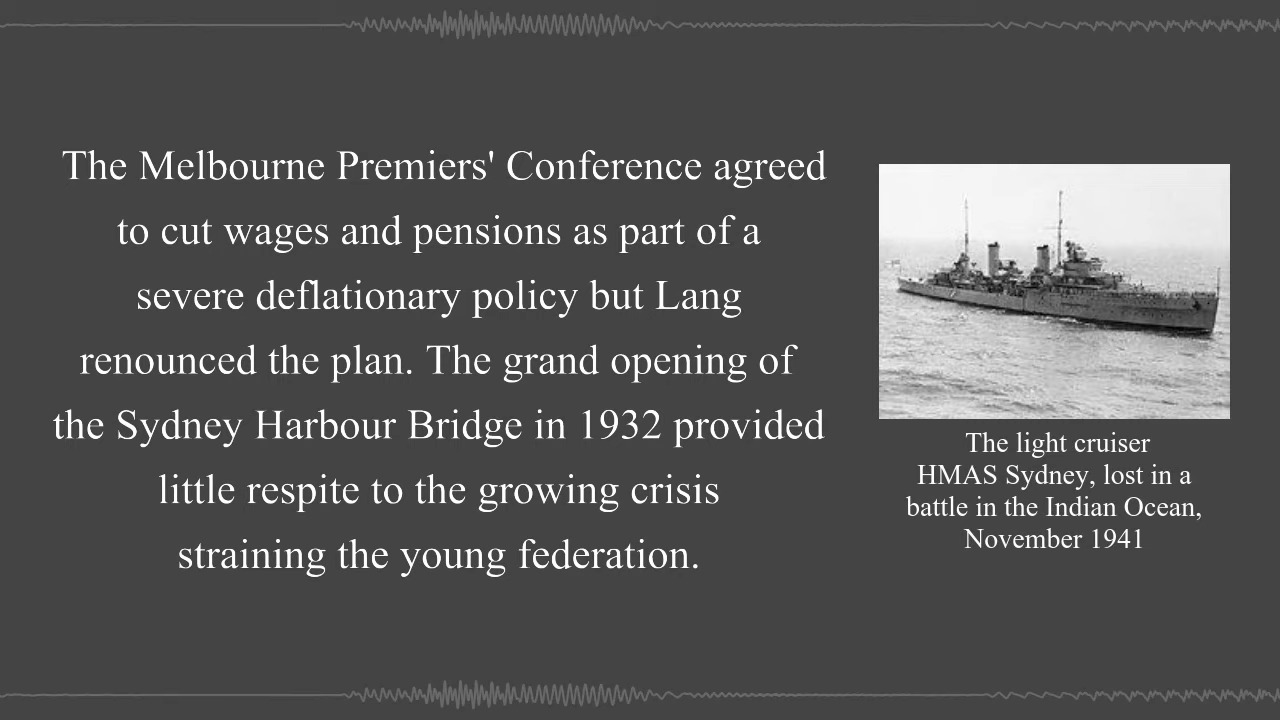 The Melbourne Premiers' Conference agreed
to cut wages and pensions as part of a
severe deflationary policy but Lang
renounced the plan. The grand opening of
the Sydney Harbour Bridge in 1932 provided
little respite to the growing crisis
straining the young federation.
The light cruiser
HMAS Sydney, lost in a
battle in the Indian Ocean,
November 1941